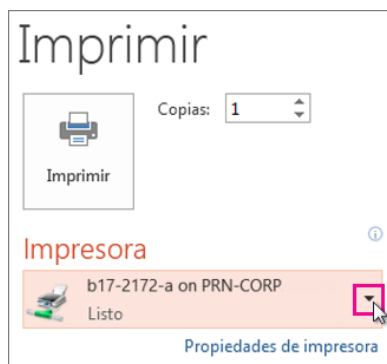 Imprimir
Copias: 1
Imprimir
Impresora
b17-2172-a on PRN-CORP
Listo
Propiedades de impresora